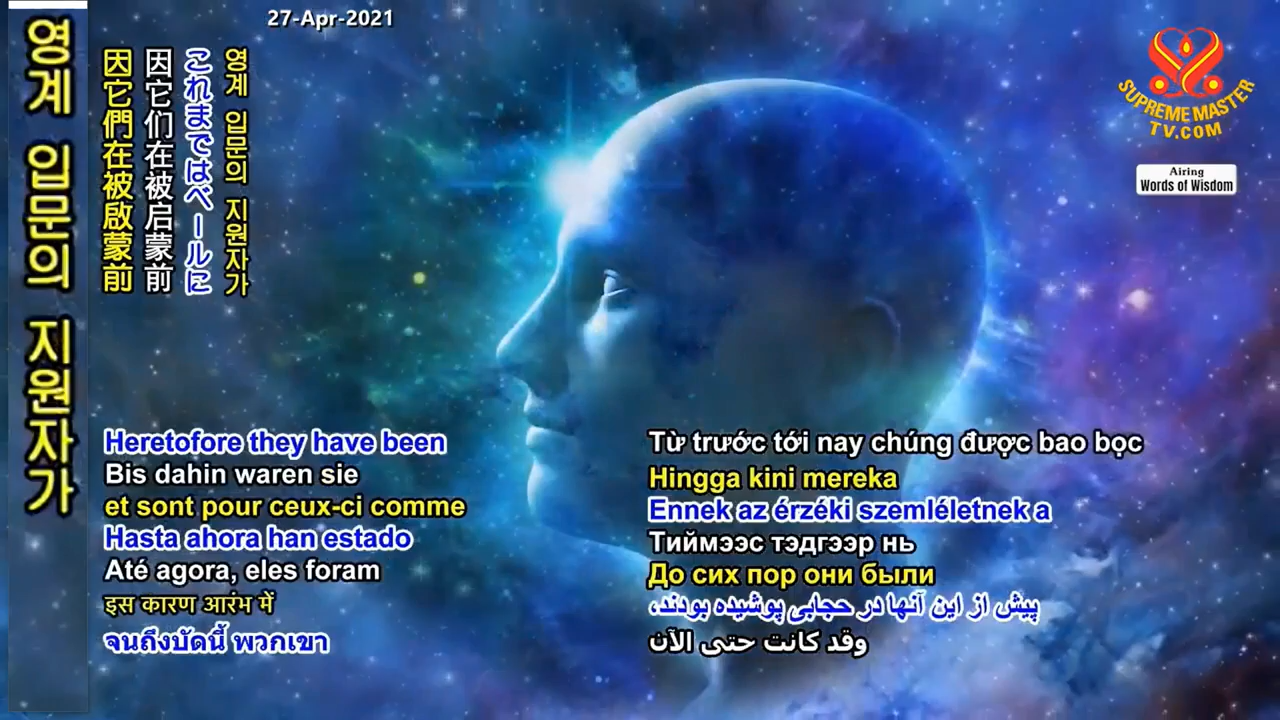 27-Apr-2021
영계 입문의 지원자가
因它們在被啟蒙前
因它们在被启蒙前
これまではベールに
영계 입문의 지원자가
SUPREME MASTER
TV.COM
Airing
Words of Wisdom
Heretofore they have been
Bis dahin waren sie
et sont pour ceux-ci comme
Hasta ahora han estado
Até agora, eles foram
इस कारण आरंभ में
จนถึงบัดนี้ พวกเขา
Từ trước tới nay chúng được bao bọc
Hingga kini mereka
Ennek az érzéki szemléletnek a
Тиймээс тэдгээр нь
До сих пор они были
پیش از این آنها در حجابی پوشیده بودند،
وقد كانت حتى الآن